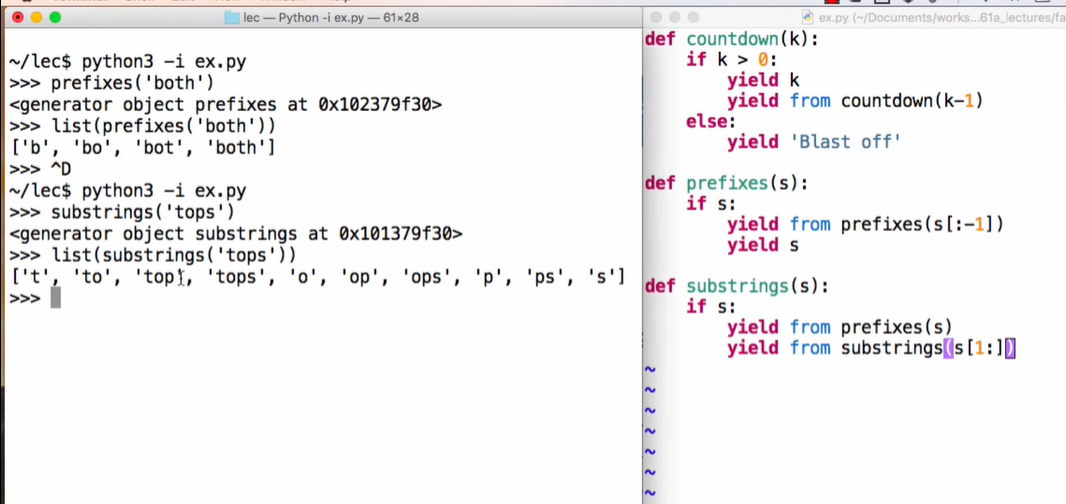 lec — Python -i ex.py — 61×28
~/lec$ python3 -i ex.py
>>> prefixes('both')
<generator object prefixes at 0x102379f30>
>>> list(prefixes('both'))
['b', 'bo', 'bot', 'both']
>>> ^D
~/lec$ python3 -i ex.py
>>> substrings('tops')
<generator object substrings at 0x101379f30>
>>> list(substrings('tops'))
['t', 'to', 'top', 'tops', 'o', 'op', 'ops', 'p', 'ps', 's']
>>>
ex.py (~/Documents/works...61a_lectures/fa
def countdown(k):
    if k > 0:
        yield k
        yield from countdown(k-1)
    else:
        yield 'Blast off'
def prefixes(s):
    if s:
        yield from prefixes(s[:-1])
        yield s
def substrings(s):
    if s:
        yield from prefixes(s)
        yield from substrings(s[1:])
~
~
~
~
~
~
~